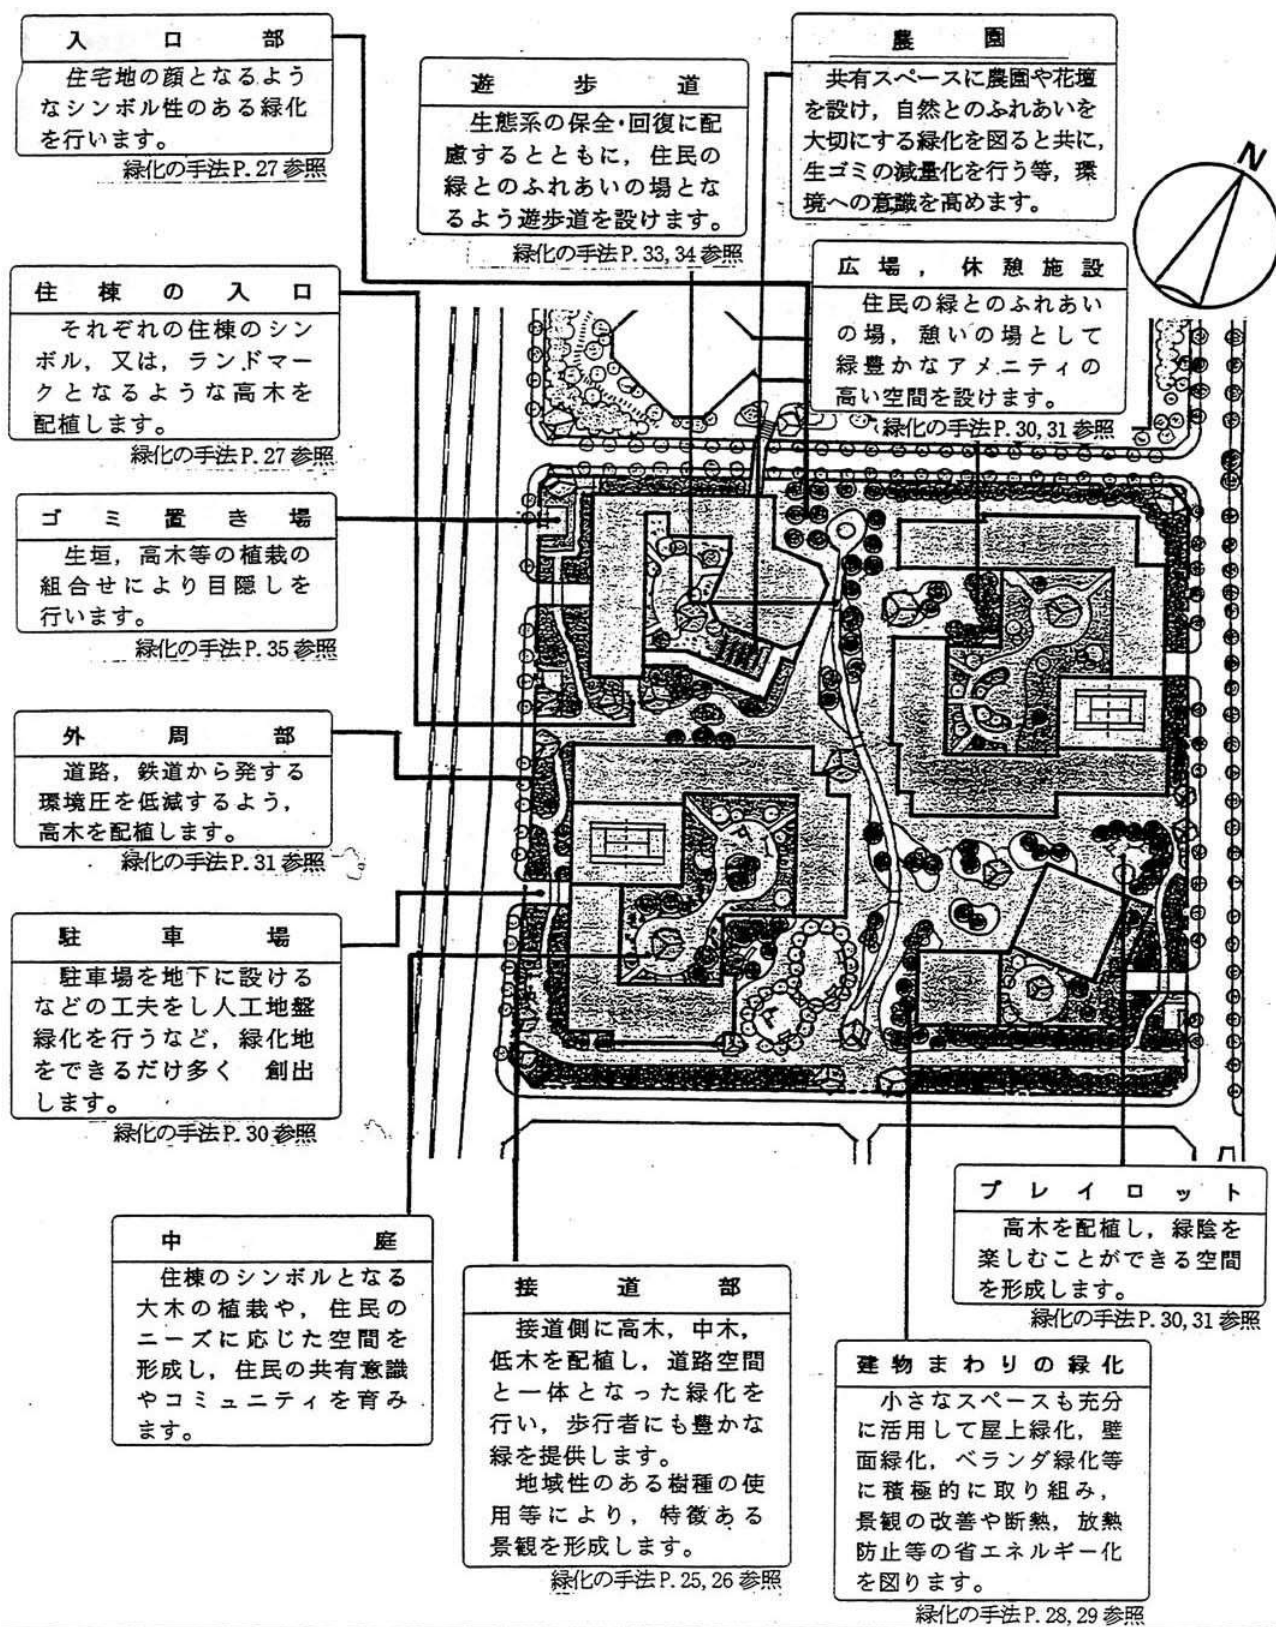 入口部
住宅地の顔となるよう
なシンボル性のある緑化
を行います。
緑化の手法P.27参照
遊歩道
生態系の保全・回復に配
慮するとともに，住民の
緑とのふれあいの場とな
るよう遊歩道を設けます。
緑化の手法P.33,34参照
農園
共有スペースに農園や花壇
を設け，自然とのふれあいを
大切にする緑化を図ると共に，
生ゴミの減量化を行う等，環
境への意識を高めます。
N
広場，休憩施設
住民の緑とのふれあい
の場，憩いの場として
緑豊かなアメニティの
高い空間を設けます。
緑化の手法P.30,31参照
住棟の入口
それぞれの住棟のシン
ボル，又は，ランドマー
クとなるような高木を
配植します。
緑化の手法P.27参照
ゴミ置き場
生垣，高木等の植栽の
組合せにより目隠しを
行います。
緑化の手法P.35参照
外周部
道路，鉄道から発する
環境圧を低減するよう，
高木を配植します。
緑化の手法P.31参照
駐車場
駐車場を地下に設ける
などの工夫をし人工地盤
緑化を行うなど，緑化地
をできるだけ多く　創出
します。
緑化の手法P.30参照
中庭
住棟のシンボルとなる
大木の植栽や，住民の
ニーズに応じた空間を
形成し，住民の共有意識
やコミュニティを育み
ます。
接道部
接道側に高木，中木，
低木を配植し，道路空間
と一体となった緑化を
行い，歩行者にも豊かな
緑を提供します。
地域性のある樹種の使
用等により，特徴ある
景観を形成します。
緑化の手法P.25,26参照
プレイロット
高木を配植し，緑陰を
楽しむことができる空間
を形成します。
緑化の手法P.30,31参照
建物まわりの緑化
小さなスペースも充分
に活用して屋上緑化，壁
面緑化，ベランダ緑化等
に積極的に取り組み，
景観の改善や断熱，放熱
防止等の省エネルギー化
を図ります。
緑化の手法P.28,29参照